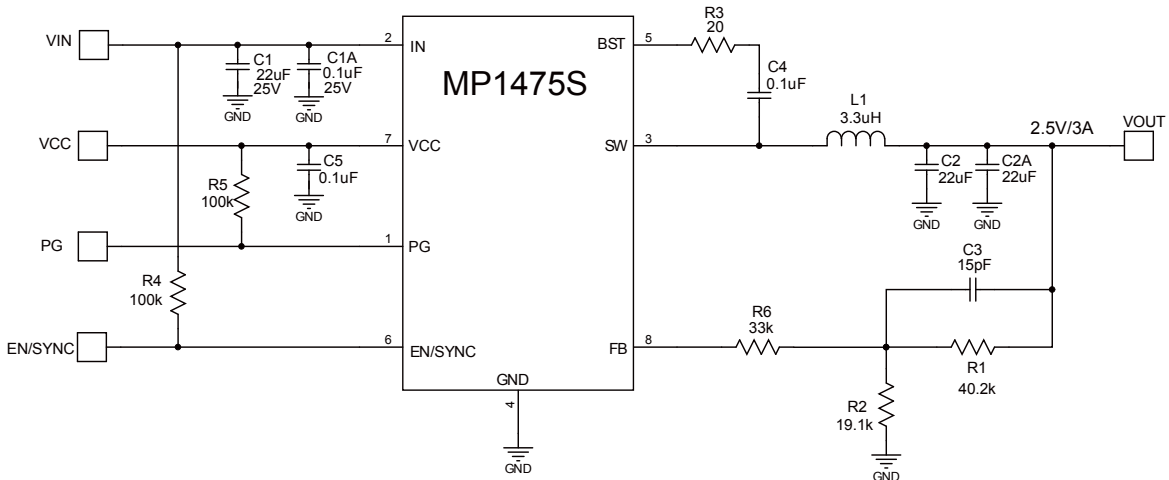 VIN
C1
22uF
25V
GND
C1A
0.1uF
25V
GND
2
IN
MP1475S
BST
5
R3
20
C4
0.1uF
L1
3.3uH
2.5V/3A
VOUT
VCC
7
VCC
C5
0.1uF
GND
R5
100k
SW
3
C2
22uF
GND
C2A
22uF
GND
PG
1
PG
R4
100k
C3
15pF
EN/SYNC
6
EN/SYNC
FB
8
R6
33k
R1
40.2k
R2
19.1k
GND
GND
4
GND